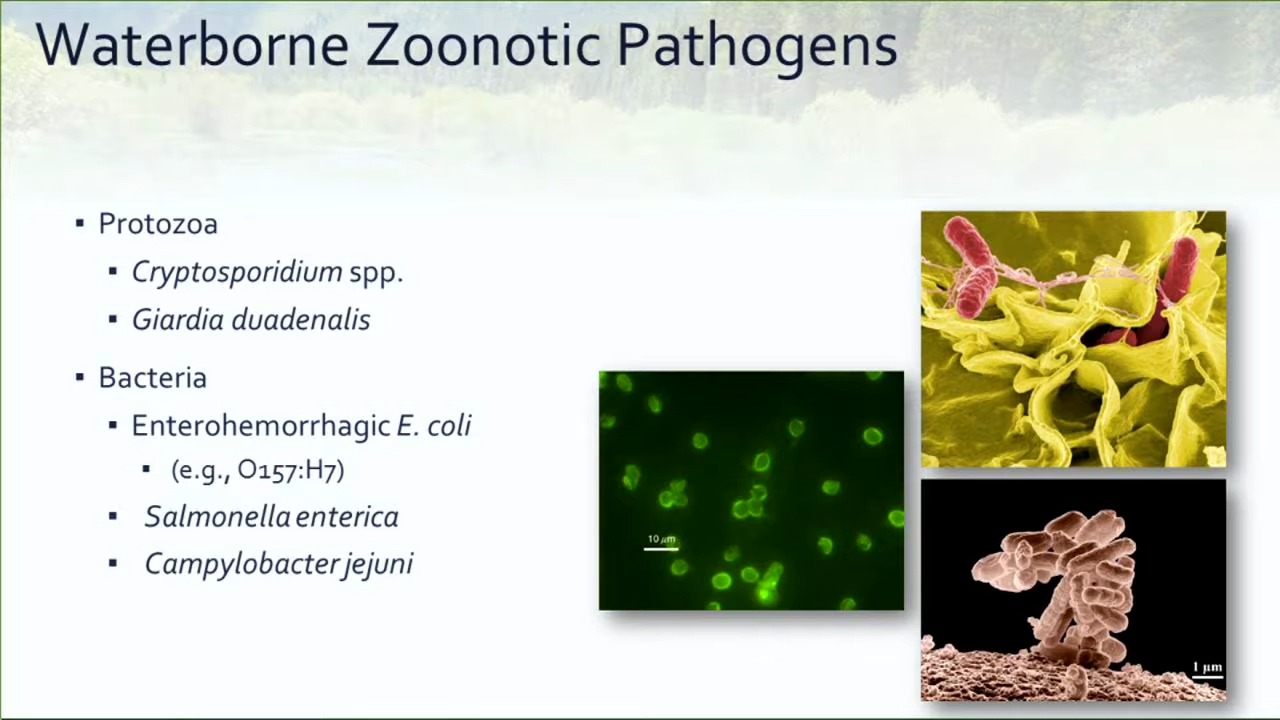 Waterborne Zoonotic Pathogens
▪ Protozoa
▪ Cryptosporidium spp.
▪ Giardia duadenalis
▪ Bacteria
▪ Enterohemorrhagic E. coli
▪ (e.g., O157:H7)
▪ Salmonella enterica
▪ Campylobacter jejuni
10 µm
1 µm